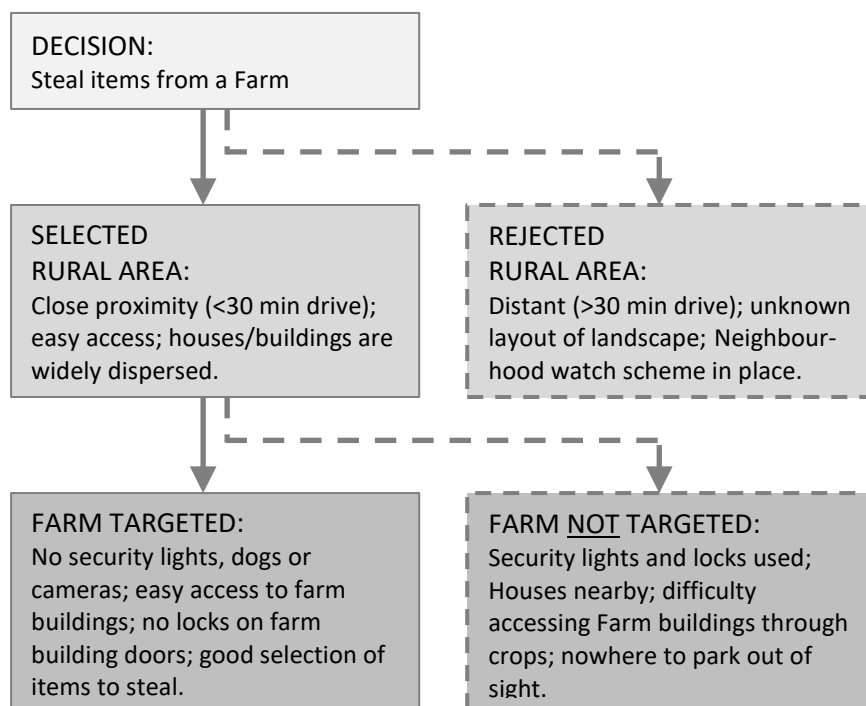 DECISION:
Steal items from a Farm
SELECTED
RURAL AREA:
Close proximity (<30 min drive);
easy access; houses/buildings are
widely dispersed.
REJECTED
RURAL AREA:
Distant (>30 min drive); unknown
layout of landscape; Neighbour-
hood watch scheme in place.
FARM TARGETED:
No security lights, dogs or
cameras; easy access to farm
buildings; no locks on farm
building doors; good selection of
items to steal.
FARM NOT TARGETED:
Security lights and locks used;
Houses nearby; difficulty
accessing Farm buildings through
crops; nowhere to park out of
sight.